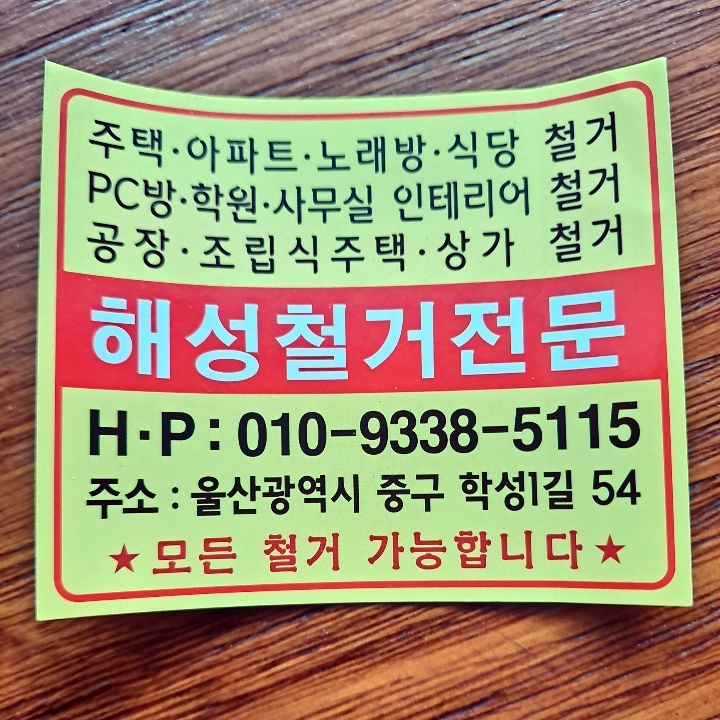 주택·아파트·노래방·식당 철거
PC방·학원·사무실 인테리어 철거
공장·조립식주택·상가 철거
해성철거전문
H·P : 010-9338-5115
주소 : 울산광역시 중구 학성1길 54
★모든 철거 가능합니다★